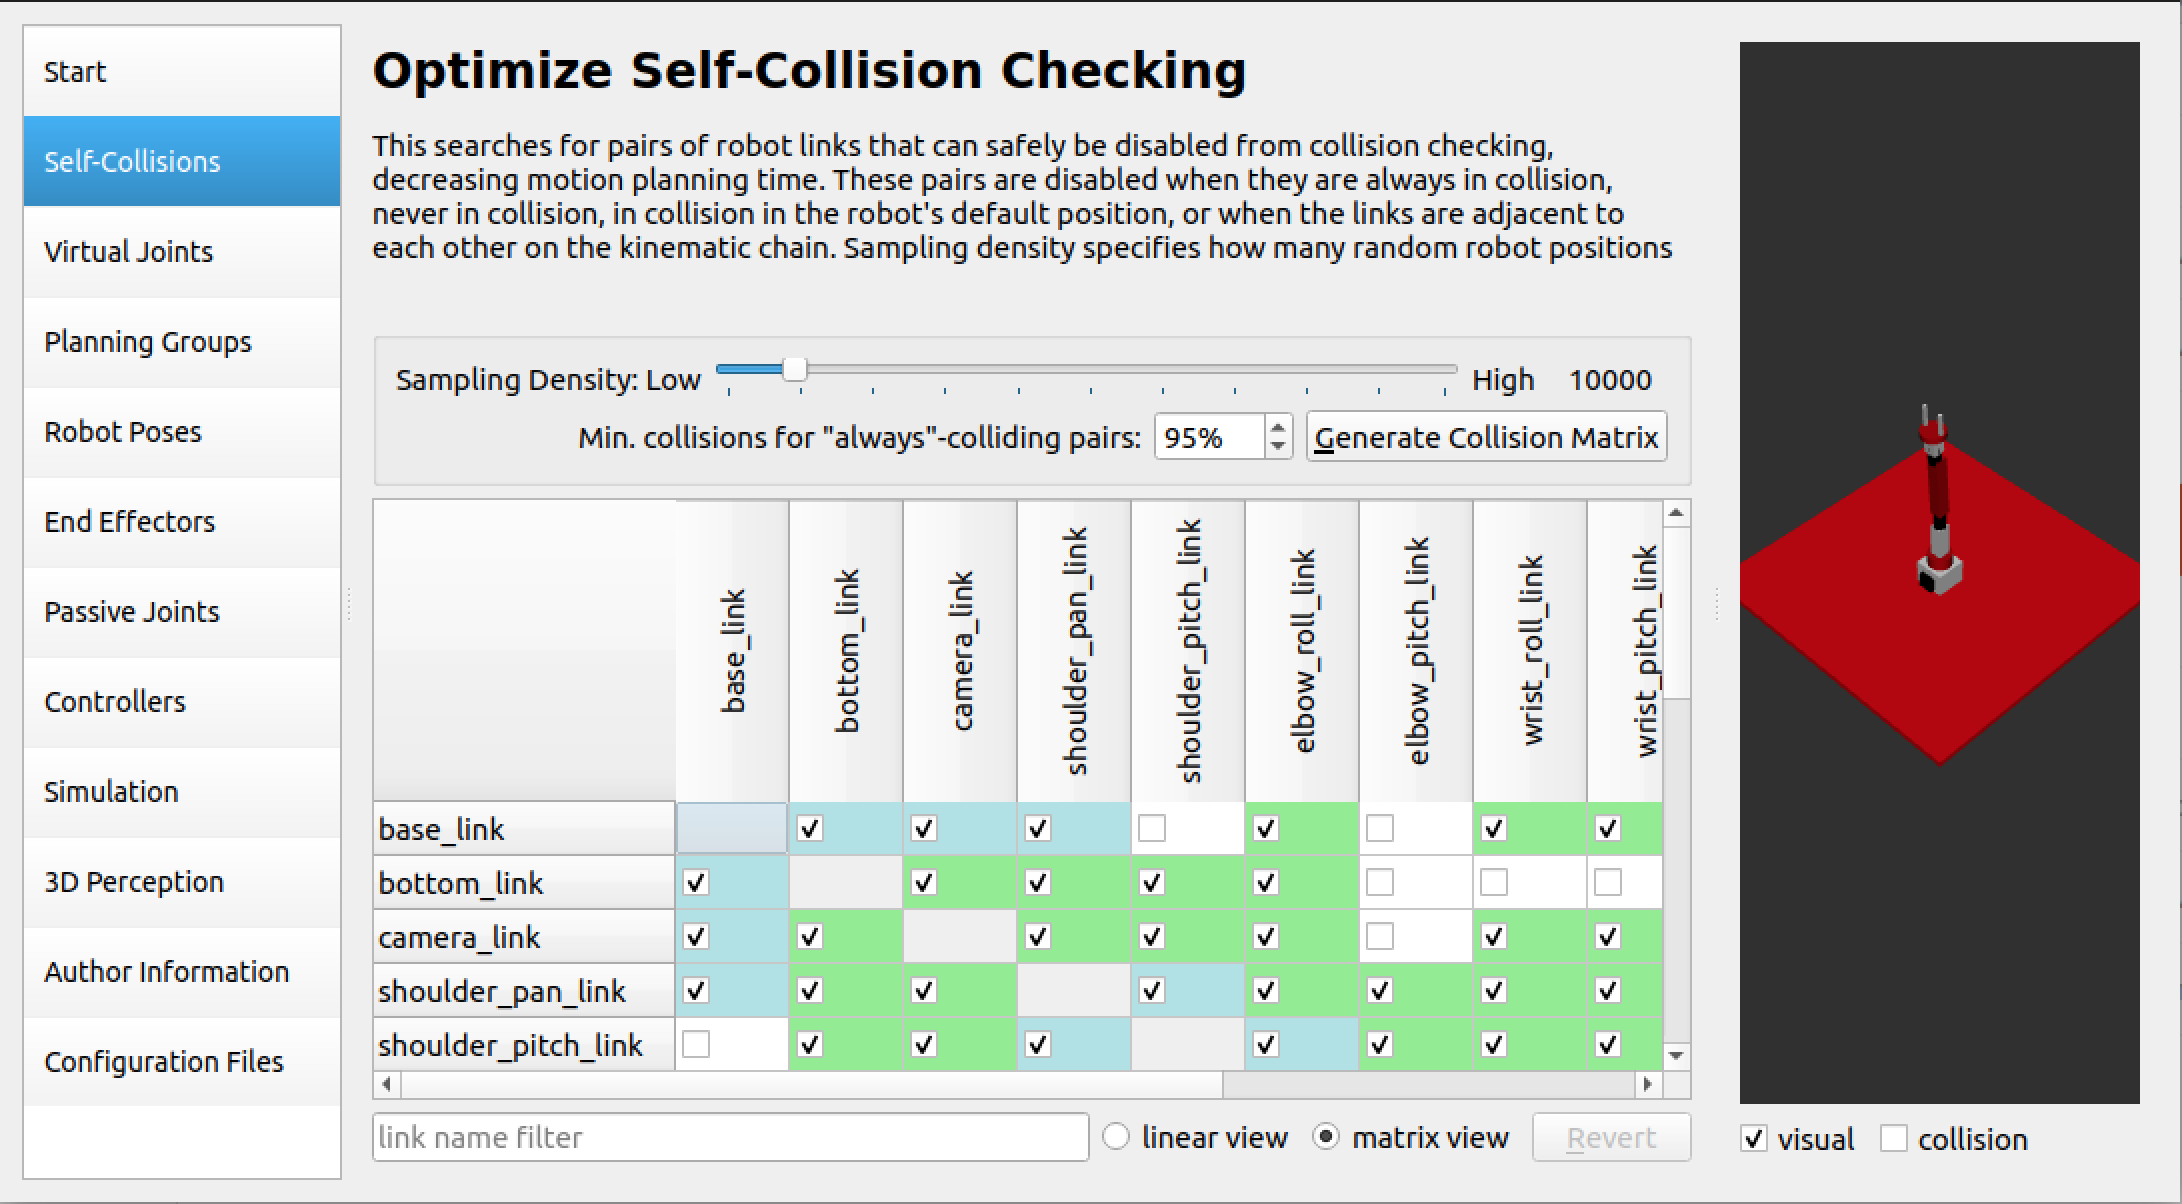 Start
Self-Collisions
Virtual Joints
Planning Groups
Robot Poses
End Effectors
Passive Joints
Controllers
Simulation
3D Perception
Author Information
Configuration Files
Optimize Self-Collision Checking
This searches for pairs of robot links that can safely be disabled from collision checking,
decreasing motion planning time. These pairs are disabled when they are always in collision,
never in collision, in collision in the robot's default position, or when the links are adjacent to
each other on the kinematic chain. Sampling density specifies how many random robot positions
Sampling Density: Low High 10000
Min. collisions for "always"-colliding pairs: 95% Generate Collision Matrix
base_link
bottom_link
camera_link
shoulder_pan_link
shoulder_pitch_link
elbow_roll_link
elbow_pitch_link
wrist_roll_link
wrist_pitch_link
base_link
bottom_link
camera_link
shoulder_pan_link
shoulder_pitch_link
link name filter linear view matrix view Revert
visual collision